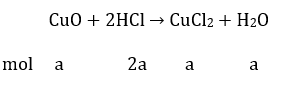 CuO + 2HCl → CuCl₂ + H₂O
mol a 2a a a